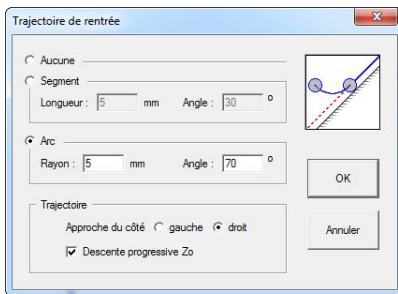 Trajectoire de rentrée
Aucune
Segment
Longueur : 5 mm Angle : 30 °
Arc
Rayon : 5 mm Angle : 70 °
Trajectoire
Approche du côté gauche droit
Descente progressive Zo
OK
Annuler